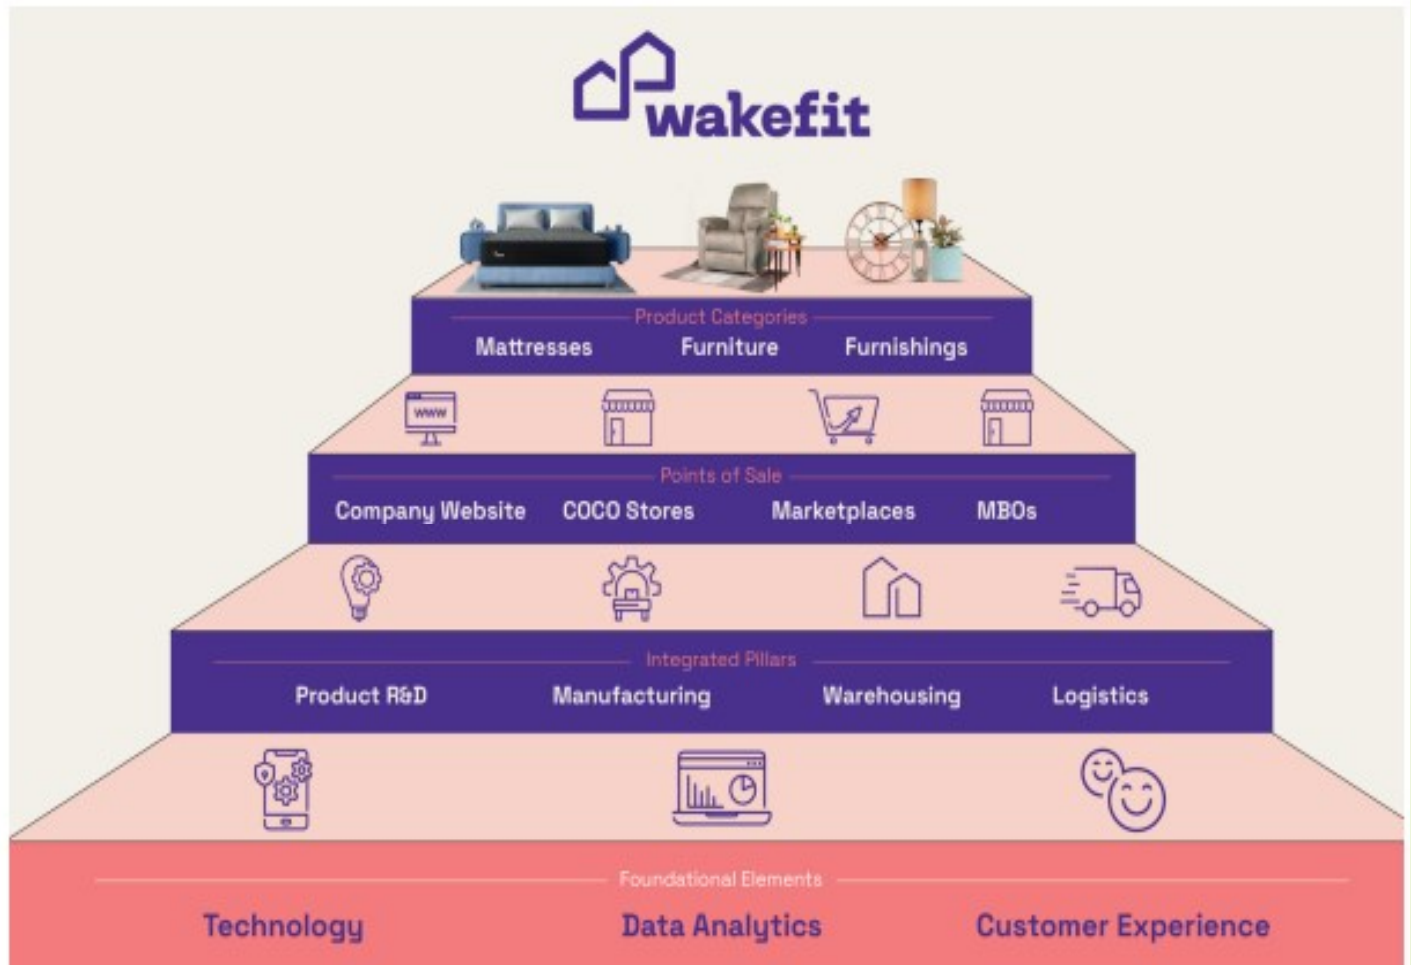 wakefit
Product Categories
Mattresses Furniture Furnishings
www
Points of Sale
Company Website COCO Stores Marketplaces MBOs
Integrated Pillars
Product R&D Manufacturing Warehousing Logistics
Foundational Elements
Technology Data Analytics Customer Experience